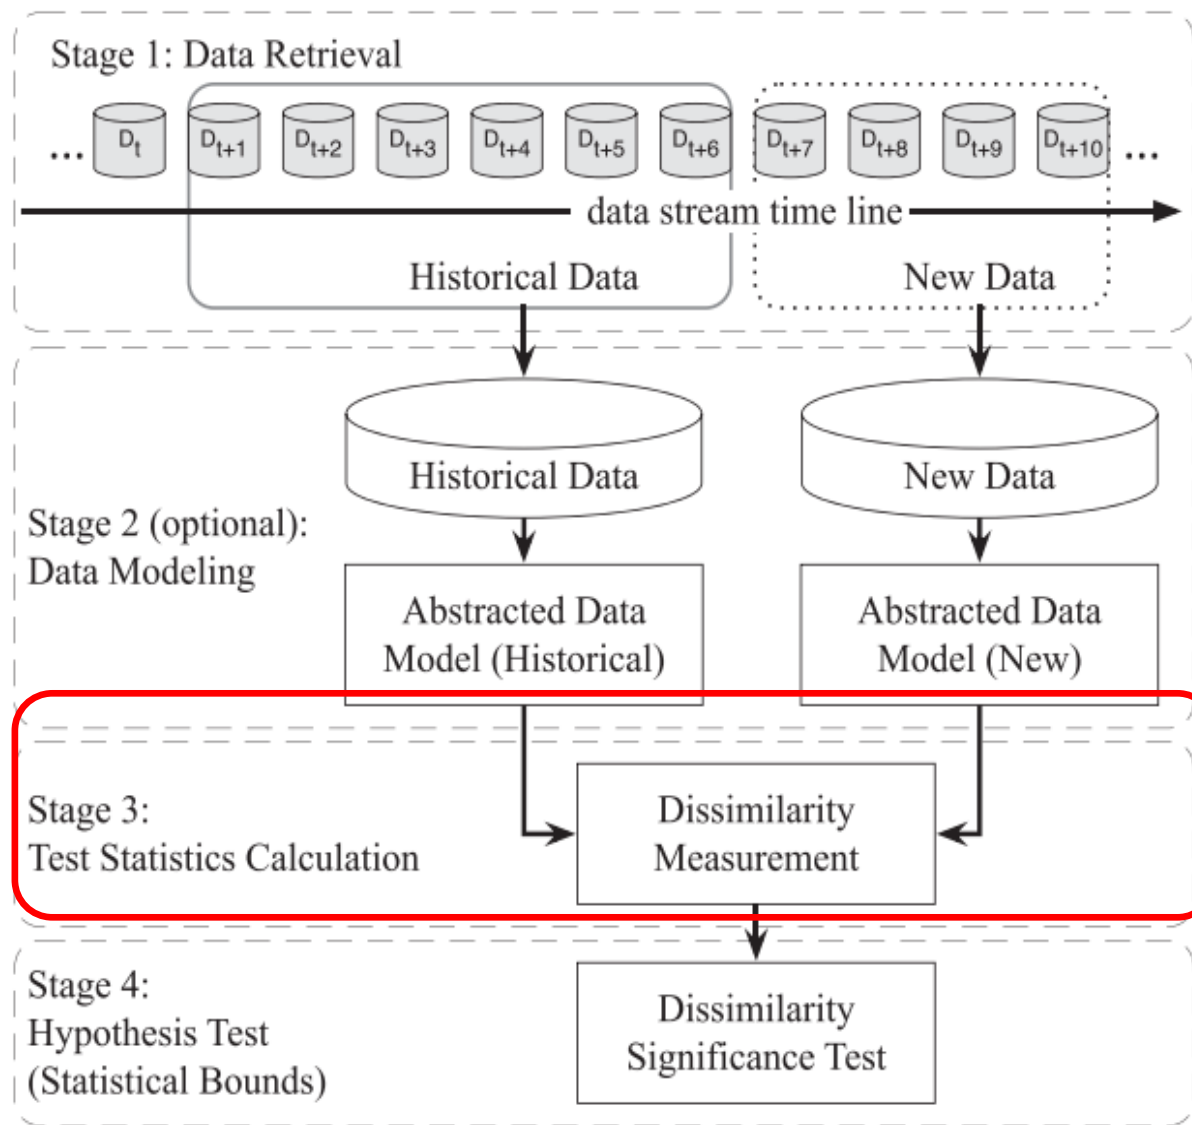 Stage 1: Data Retrieval
... Dt Dt+1 Dt+2 Dt+3 Dt+4 Dt+5 Dt+6 Dt+7 Dt+8 Dt+9 Dt+10 ...
data stream time line
Historical Data
New Data
Historical Data
New Data
Stage 2 (optional):
Data Modeling
Abstracted Data
Model (Historical)
Abstracted Data
Model (New)
Stage 3:
Test Statistics Calculation
Dissimilarity
Measurement
Stage 4:
Hypothesis Test
(Statistical Bounds)
Dissimilarity
Significance Test